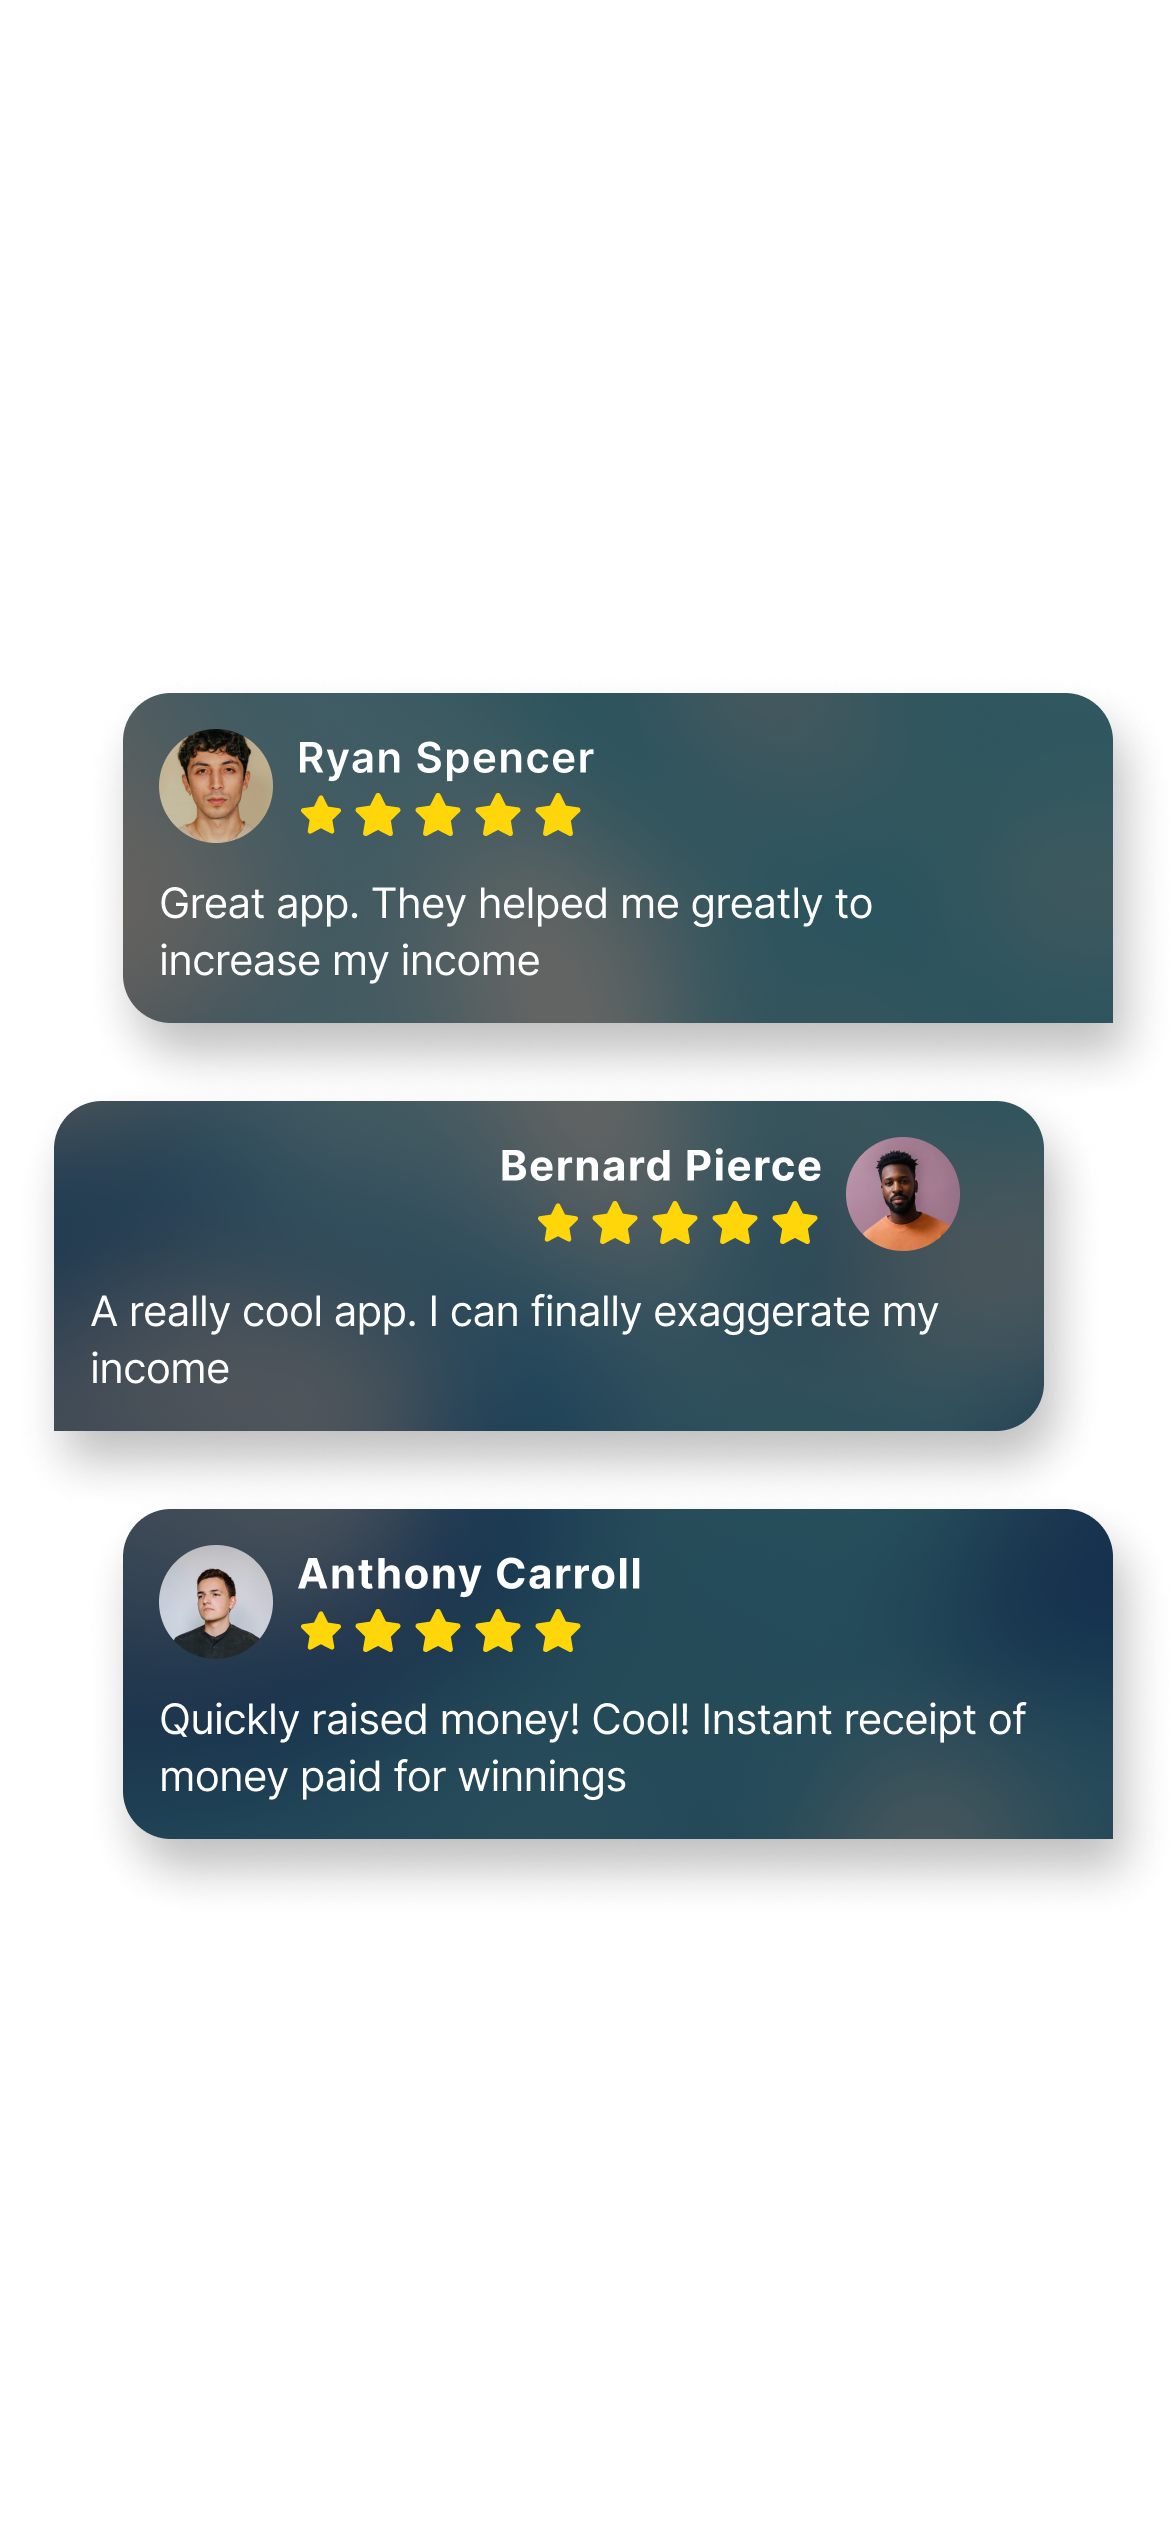 Ryan Spencer
Great app. They helped me greatly to
increase my income
Bernard Pierce
A really cool app. I can finally exaggerate my
income
Anthony Carroll
Quickly raised money! Cool! Instant receipt of
money paid for winnings